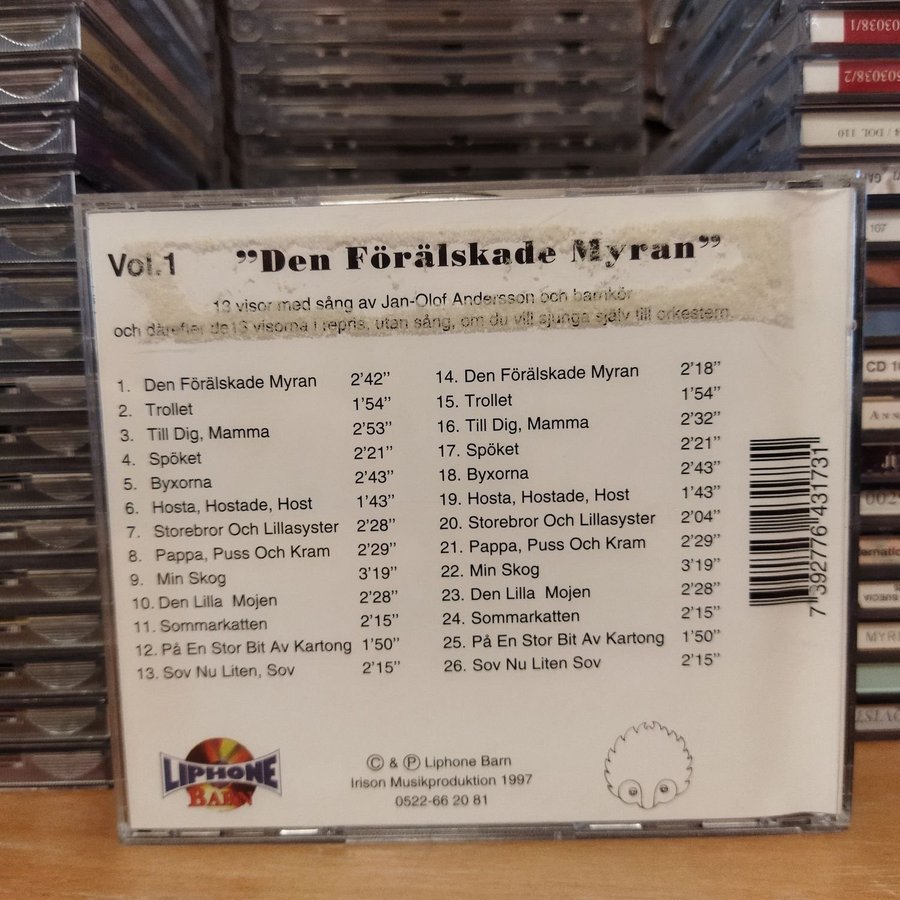 Vol.1 ”Den Förälskade Myran”
13 visor med sång av Jan-Olof Andersson och barnkör
och därefter de13 visorna i repris, utan sång, om du vill sjunga själv till orkestern.
1. Den Förälskade Myran 2’42”
2. Trollet 1’54”
3. Till Dig, Mamma 2’53”
4. Spöket 2’21”
5. Byxorna 2’43”
6. Hosta, Hostade, Host 1’43”
7. Storebror Och Lillasyster 2’28”
8. Pappa, Puss Och Kram 2’29”
9. Min Skog 3’19”
10. Den Lilla Mojen 2’28”
11. Sommarkatten 2’15”
12. På En Stor Bit Av Kartong 1’50”
13. Sov Nu Liten, Sov 2’15”
14. Den Förälskade Myran 2’18”
15. Trollet 1’54”
16. Till Dig, Mamma 2’32”
17. Spöket 2’21”
18. Byxorna 2’43”
19. Hosta, Hostade, Host 1’43”
20. Storebror Och Lillasyster 2’04”
21. Pappa, Puss Och Kram 2’29”
22. Min Skog 3’19”
23. Den Lilla Mojen 2’28”
24. Sommarkatten 2’15”
25. På En Stor Bit Av Kartong 1’50”
26. Sov Nu Liten Sov 2’15”
7 392776 431731
LIPHONE
BARN
© & ℗ Liphone Barn
Irison Musikproduktion 1997
0522-66 20 81
503038/1
503038/2
/ DOL 110
107
CD